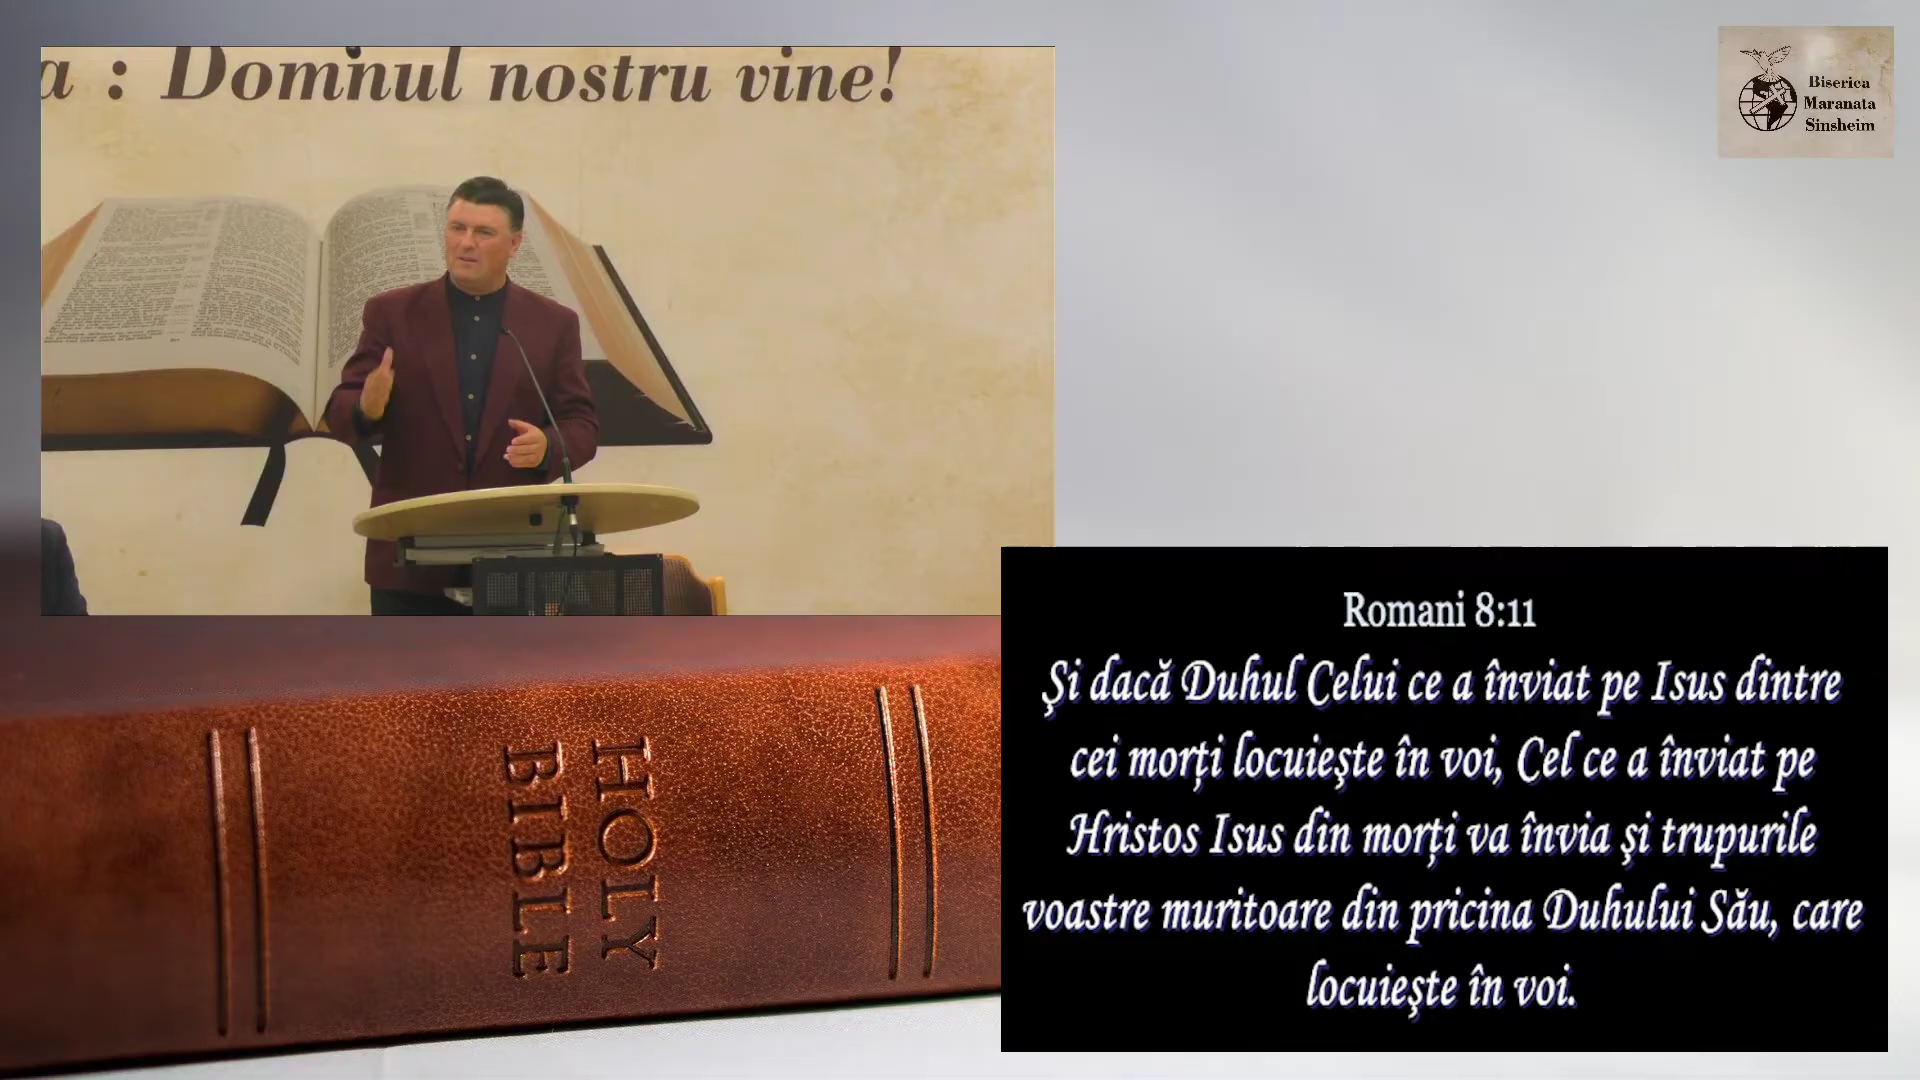 a : Domnul nostru vine!
Biserica
Maranata
Sinsheim
HOLY
BIBLE
Romani 8:11
Şi dacă Duhul Celui ce a înviat pe Isus dintre
cei morţi locuieşte în voi, Cel ce a înviat pe
Hristos Isus din morţi va învia şi trupurile
voastre muritoare din pricina Duhului Său, care
locuieşte în voi.